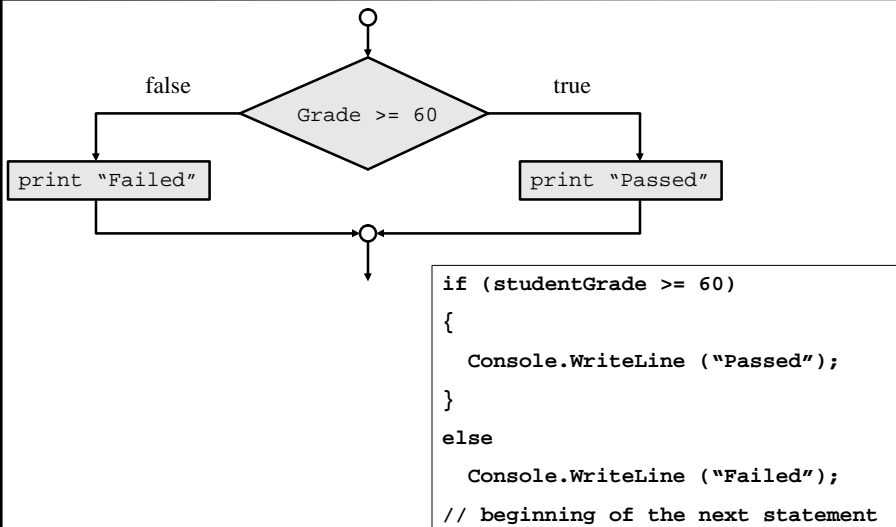 false
true
Grade >= 60
print “Failed”
print “Passed”
if (studentGrade >= 60)
{
Console.WriteLine (“Passed”);
}
else
Console.WriteLine (“Failed”);
// beginning of the next statement